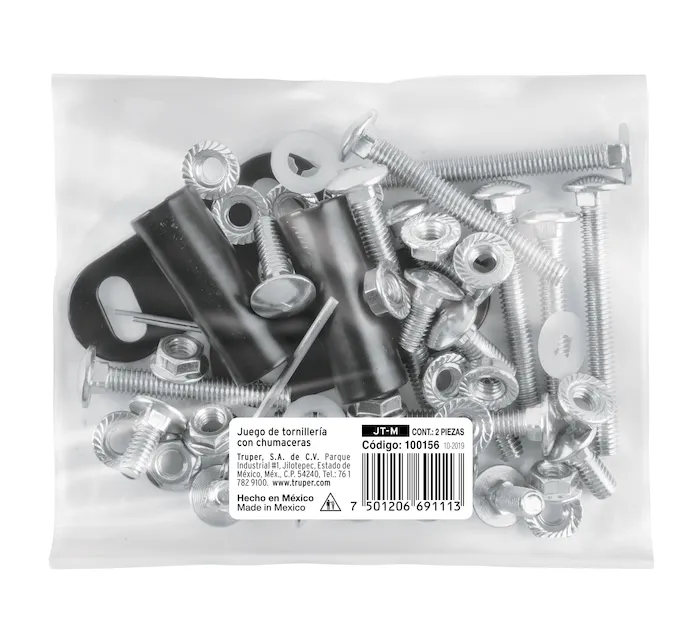 Juego de tornillería
con chumaceras
Truper, S.A. de C.V. Parque
Industrial #1, Jilotepec, Estado de
México, Méx., C.P. 54240, Tel.: 761
782 9100. www.truper.com
Hecho en México
Made in Mexico
JT-M CONT.: 2 PIEZAS
Código: 100156 10-2019
7 501206 691113